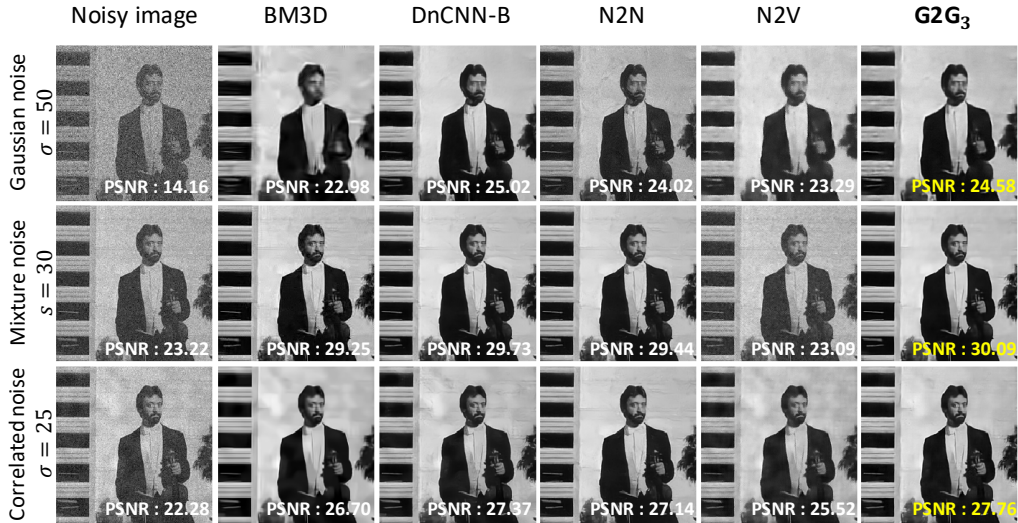 Noisy image BM3D DnCNN-B N2N N2V G2G₃
Gaussian noise
σ = 50
PSNR : 14.16 PSNR : 22.98 PSNR : 25.02 PSNR : 24.02 PSNR : 23.29 PSNR : 24.58
Mixture noise
s = 30
PSNR : 23.22 PSNR : 29.25 PSNR : 29.73 PSNR : 29.44 PSNR : 23.09 PSNR : 30.09
Correlated noise
σ = 25
PSNR : 22.28 PSNR : 26.70 PSNR : 27.37 PSNR : 27.14 PSNR : 25.52 PSNR : 27.76